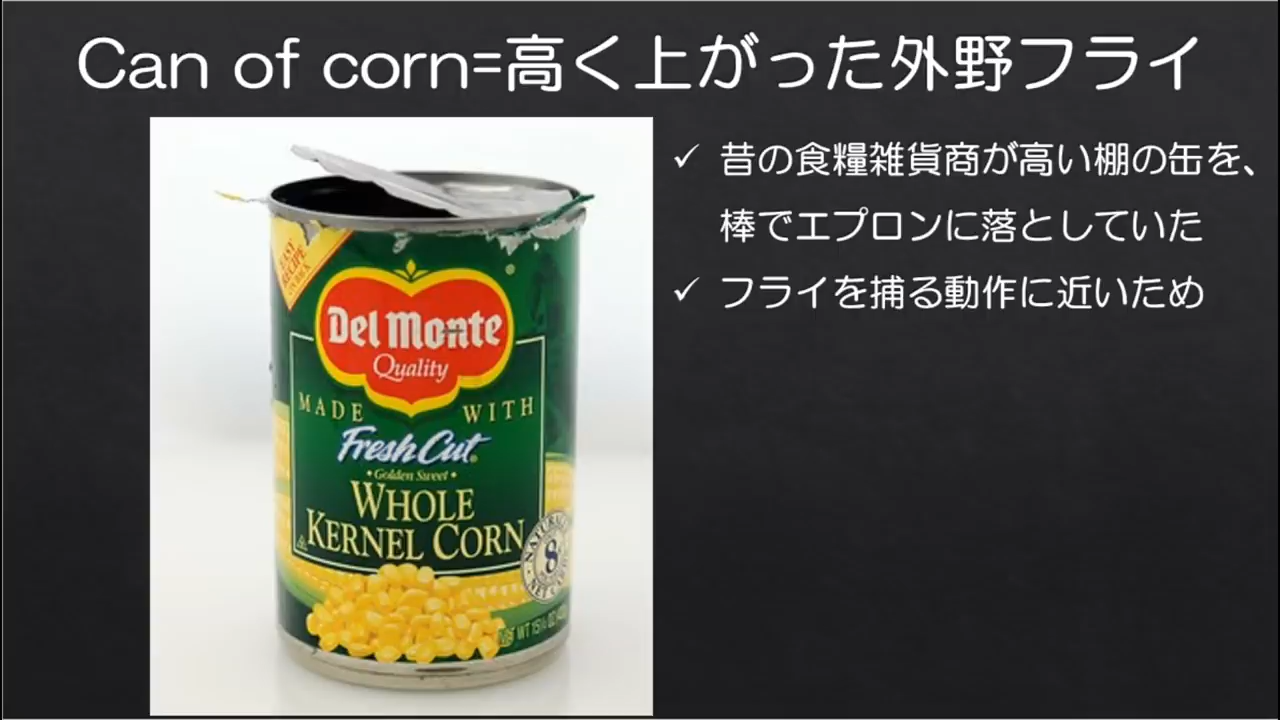 Can of corn=高く上がった外野フライ
✓ 昔の食糧雑貨商が高い棚の缶を、
棒でエプロンに落としていた
✓ フライを捕る動作に近いため
EASY
RECIPE
Del Monte
Quality
MADE WITH
Fresh Cut®
• Golden Sweet •
WHOLE
KERNEL CORN
8